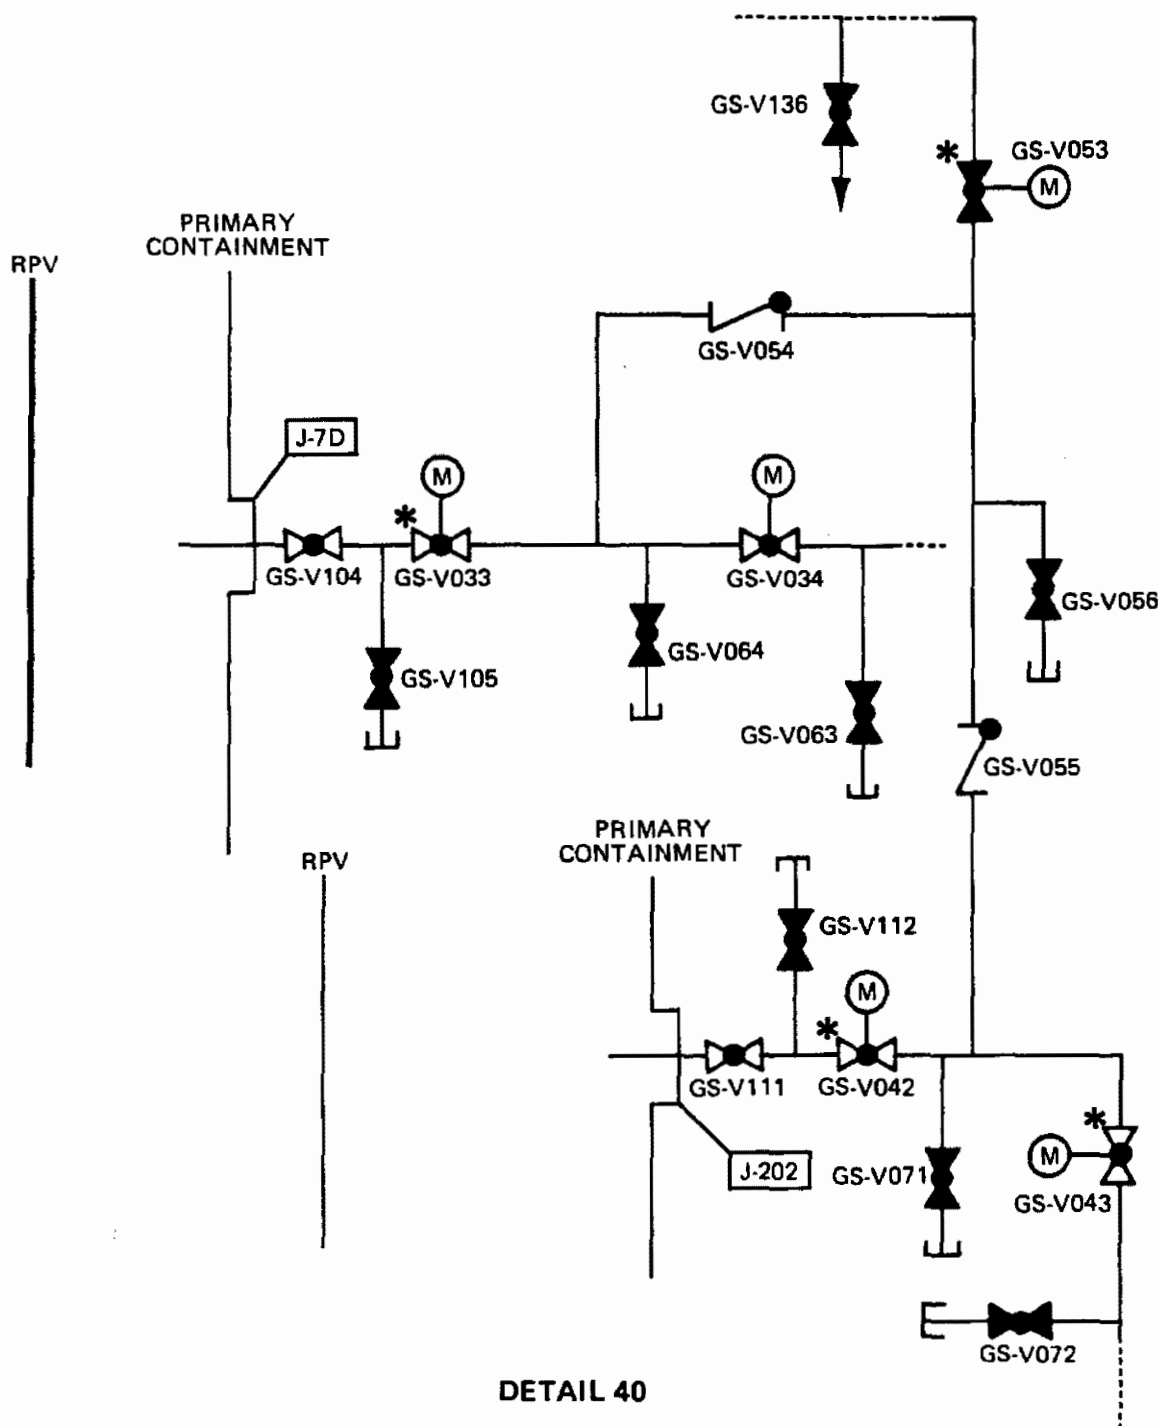 GS-V136
* GS-V053
M
PRIMARY
CONTAINMENT
RPV
GS-V054
J-7D
M
M
*
GS-V104
GS-V033
GS-V034
GS-V056
GS-V064
GS-V105
GS-V063
GS-V055
PRIMARY
CONTAINMENT
RPV
GS-V112
M
*
GS-V111
GS-V042
*
M
J-202
GS-V071
GS-V043
GS-V072
DETAIL 40